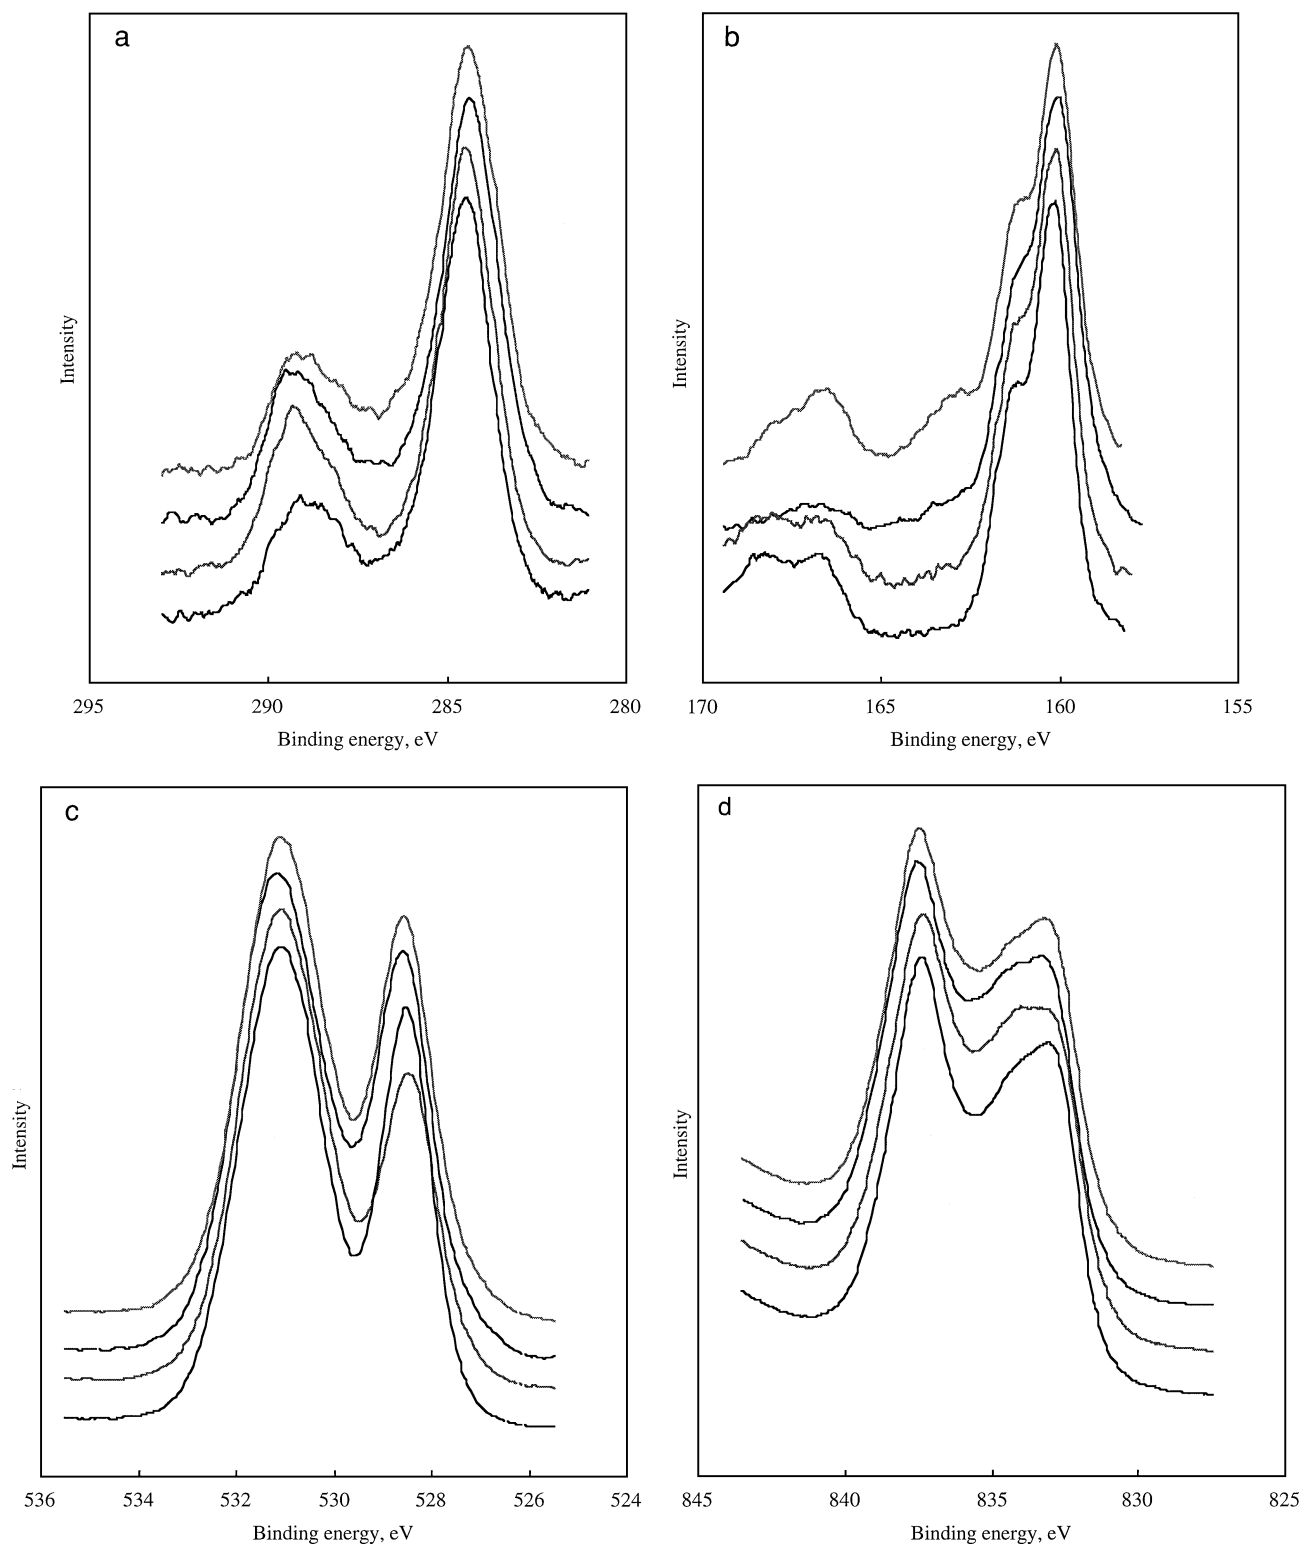 a
Intensity
295 290 285 280
Binding energy, eV
b
Intensity
170 165 160 155
Binding energy, eV
c
Intensity
536 534 532 530 528 526 524
Binding energy, eV
d
Intensity
845 840 835 830 825
Binding energy, eV